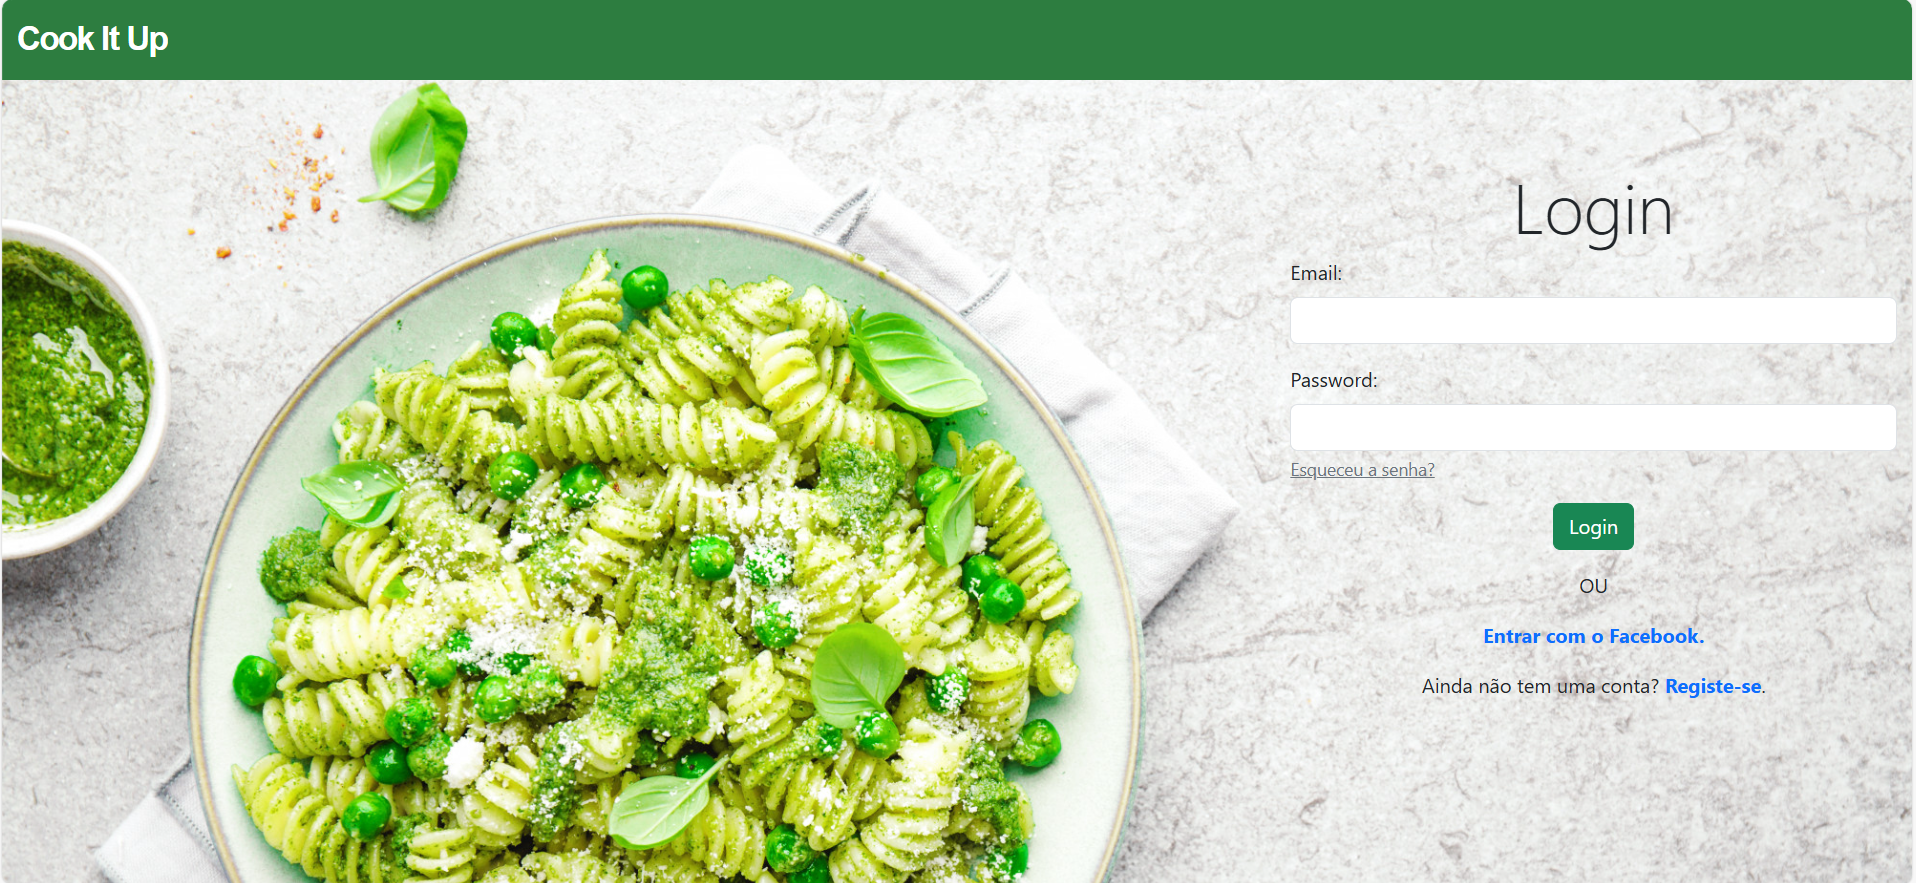 Cook It Up
Login
Email:
Password:
Esqueceu a senha?
Login
OU
Entrar com o Facebook.
Ainda não tem uma conta? Registe-se.